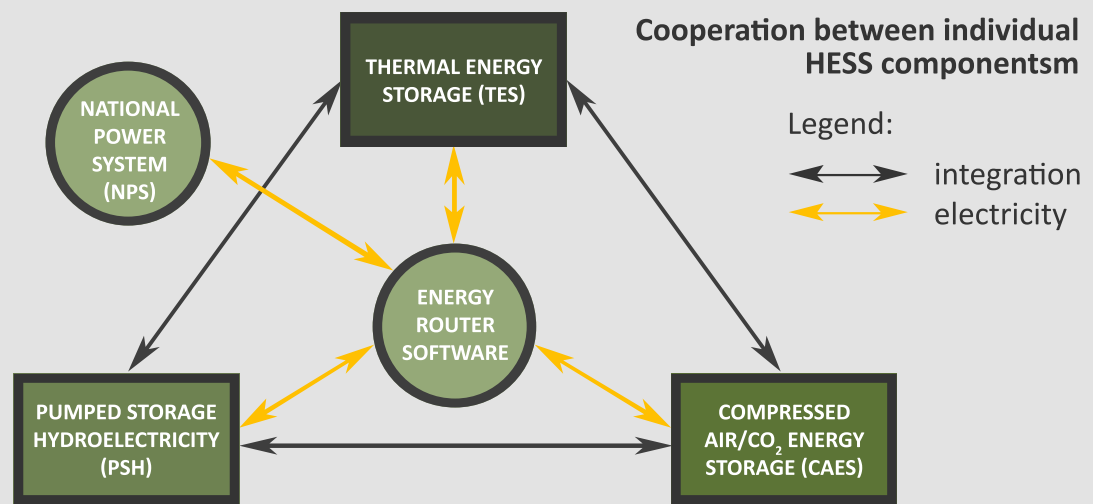 Cooperation between individual
HESS componentsm
Legend:
integration
electricity
THERMAL ENERGY
STORAGE (TES)
NATIONAL
POWER
SYSTEM
(NPS)
ENERGY
ROUTER
SOFTWARE
PUMPED STORAGE
HYDROELECTRICITY
(PSH)
COMPRESSED
AIR/CO₂ ENERGY
STORAGE (CAES)